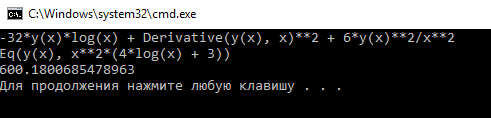 C:\Windows\system32\cmd.exe
-32*y(x)*log(x) + Derivative(y(x), x)**2 + 6*y(x)**2/x**2
Eq(y(x), x**2*(4*log(x) + 3))
600.1800685478963
Для продолжения нажмите любую клавишу . . .